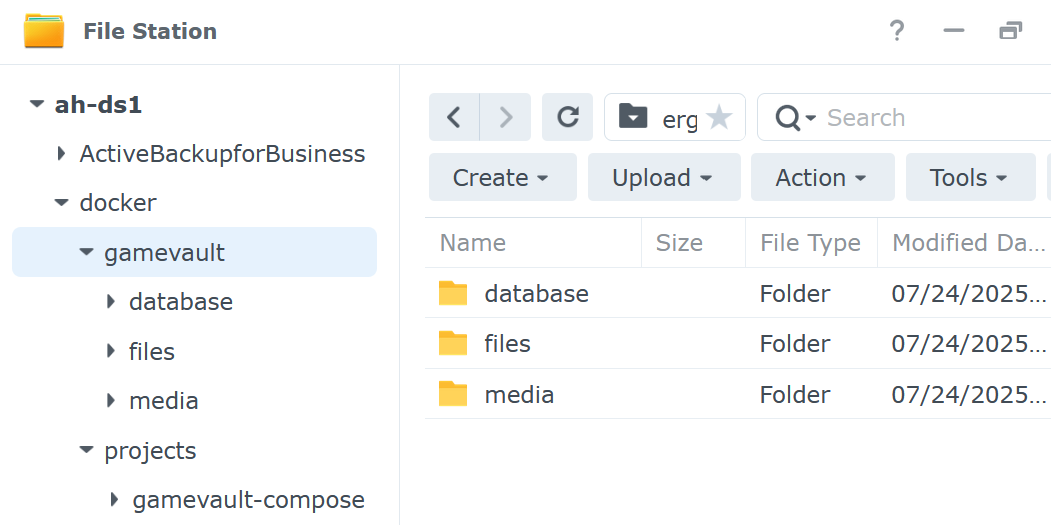 File Station
?
ah-ds1
ActiveBackupforBusiness
docker
gamevault
database
files
media
projects
gamevault-compose
erg
Search
Create
Upload
Action
Tools
Name Size File Type Modified Da...
database Folder 07/24/2025...
files Folder 07/24/2025...
media Folder 07/24/2025...